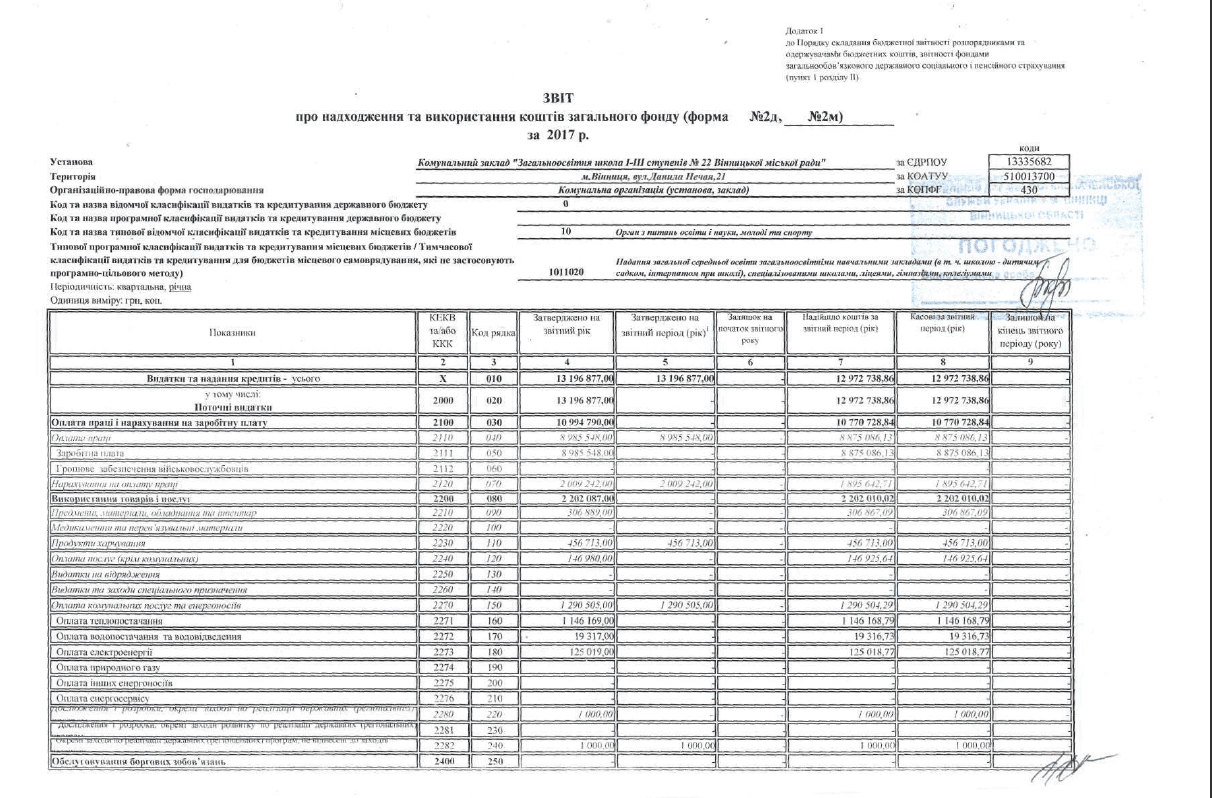 Додаток 1
до Порядку складання бюджетної звітності розпорядниками та
одержувачами бюджетних коштів, звітності фондами
загальнообов'язкового державного соціального і пенсійного страхування
(пункт 1 розділу ІІ)
ЗВІТ
про надходження та використання коштів загального фонду (форма №2д, №2м)
за 2017 р.
коди
Установа Комунальний заклад "Загальноосвітня школа І-ІІІ ступенів № 22 Вінницької міської ради" за ЄДРПОУ 13335682
Територія м.Вінниця, вул.Данила Нечая,21 за КОАТУУ 510013700
Організаційно-правова форма господарювання Комунальна організація (установа, заклад) за КОПФГ 430
Код та назва відомчої класифікації видатків та кредитування державного бюджету 0
Код та назва програмної класифікації видатків та кредитування державного бюджету
Код та назва типової відомчої класифікації видатків та кредитування місцевих бюджетів 10 Орган з питань освіти і науки, молоді та спорту
Типової програмної класифікації видатків та кредитування місцевих бюджетів / Тимчасової
класифікації видатків та кредитування для бюджетів місцевого самоврядування, які не застосовують
програмно-цільового методу) 1011020 Надання загальної середньої освіти загальноосвітніми навчальними закладами (в т. ч. школою - дитячим
садком, інтернатом при школі), спеціалізованими школами, ліцеями, гімназіями, колегіумами
ВІННИЦЬКОЇ ОБЛАСТІ
ПОГОДЖЕНО
Періодичність: квартальна, річна
Одиниця виміру: грн, коп.
Показники КЕКВ та/або ККК Код рядка Затверджено на звітний рік Затверджено на звітний період (рік)1 Залишок на початок звітного року Надійшло коштів за звітний період (рік) Касові за звітний період (рік) Залишок на кінець звітного періоду (року)
1 2 3 4 5 6 7 8 9
Видатки та надання кредитів - усього X 010 13 196 877,00 13 196 877,00 - 12 972 738,86 12 972 738,86 -
у тому числі:
Поточні видатки 2000 020 13 196 877,00 - - 12 972 738,86 12 972 738,86 -
Оплата праці і нарахування на заробітну плату 2100 030 10 994 790,00 - - 10 770 728,84 10 770 728,84 -
Оплата праці 2110 040 8 985 548,00 8 985 548,00 - 8 875 086,13 8 875 086,13 -
Заробітна плата 2111 050 8 985 548,00 - - 8 875 086,13 8 875 086,13 -
Грошове забезпечення військовослужбовців 2112 060 - - - - - -
Нарахування на оплату праці 2120 070 2 009 242,00 2 009 242,00 - 1 895 642,71 1 895 642,71 -
Використання товарів і послуг 2200 080 2 202 087,00 - - 2 202 010,02 2 202 010,02 -
Предмети, матеріали, обладнання та інвентар 2210 090 306 889,00 - - 306 867,09 306 867,09 -
Медикаменти та перев'язувальні матеріали 2220 100 - - - - - -
Продукти харчування 2230 110 456 713,00 456 713,00 - 456 713,00 456 713,00 -
Оплата послуг (крім комунальних) 2240 120 146 980,00 - - 146 925,64 146 925,64 -
Видатки на відрядження 2250 130 - - - - - -
Видатки та заходи спеціального призначення 2260 140 - - - - - -
Оплата комунальних послуг та енергоносіїв 2270 150 1 290 505,00 1 290 505,00 - 1 290 504,29 1 290 504,29 -
Оплата теплопостачання 2271 160 1 146 169,00 - - 1 146 168,79 1 146 168,79 -
Оплата водопостачання та водовідведення 2272 170 19 317,00 - - 19 316,73 19 316,73 -
Оплата електроенергії 2273 180 125 019,00 - - 125 018,77 125 018,77 -
Оплата природного газу 2274 190 - - - - - -
Оплата інших енергоносіїв 2275 200 - - - - - -
Оплата енергосервісу 2276 210 - - - - - -
Дослідження і розробки, окремі заходи по реалізації державних (регіональних) 2280 220 1 000,00 - - 1 000,00 1 000,00 -
Дослідження і розробки, окремі заходи розвитку по реалізації державних (регіональних) 2281 230 - - - - - -
Окремі заходи по реалізації державних (регіональних) програм, не віднесені до заходів 2282 240 1 000,00 1 000,00 - 1 000,00 1 000,00 -
Обслуговування боргових зобов'язань 2400 250 - - - - - -